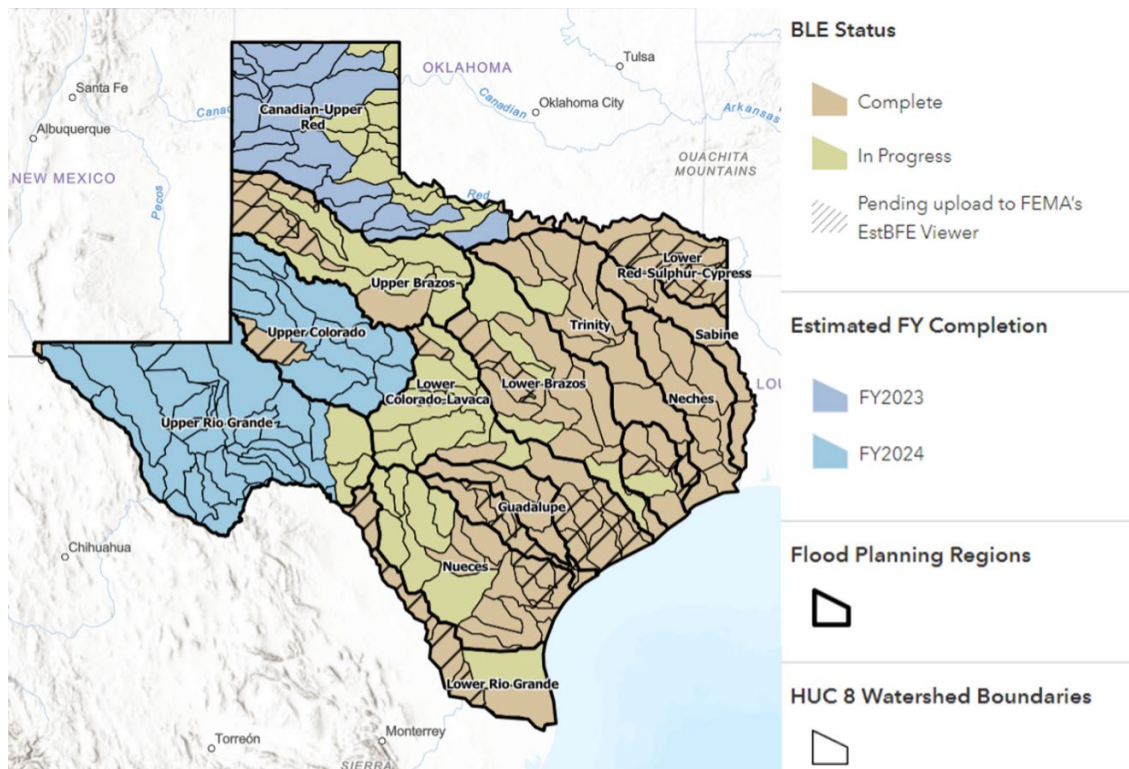 OKLAHOMA
Tulsa
Santa Fe
Canadian
Oklahoma City
Arkansas
Canadian-Upper
Red
Albuquerque
OUACHITA
MOUNTAINS
NEW MEXICO
Pecos
Red
Lower
Red-Sulphur-Cypress
Upper Brazos
Upper Colorado
Trinity
Sabine
Lower
Colorado-Lavaca
Lower Brazos
Neches
Upper Rio Grande
Guadalupe
Chihuahua
Nueces
Lower Rio Grande
Monterrey
Torreón
SIERRA
BLE Status
Complete
In Progress
Pending upload to FEMA's
EstBFE Viewer
Estimated FY Completion
FY2023
FY2024
Flood Planning Regions
HUC 8 Watershed Boundaries